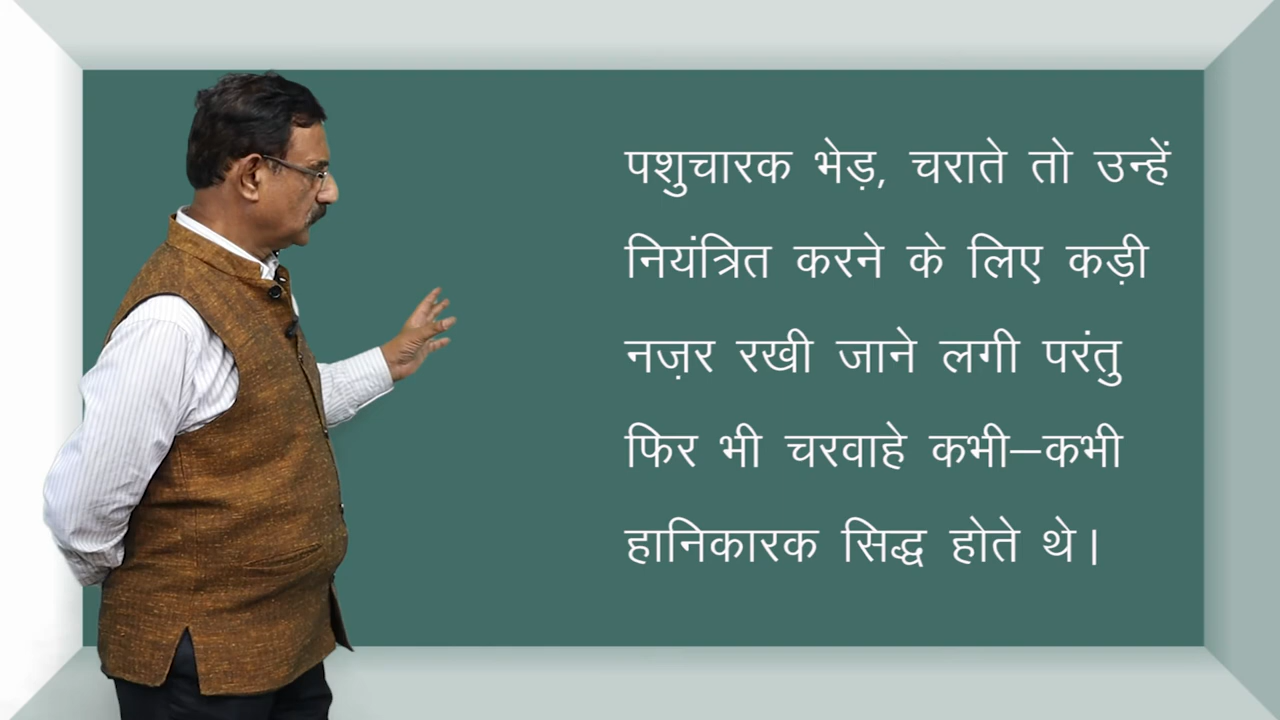 पशुचारक भेड़, चराते तो उन्हें
नियंत्रित करने के लिए कड़ी
नज़र रखी जाने लगी परंतु
फिर भी चरवाहे कभी–कभी
हानिकारक सिद्ध होते थे।